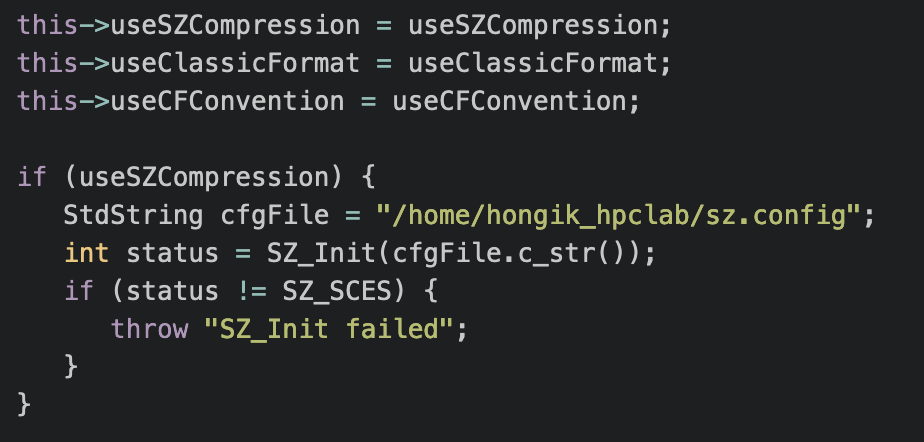 this->useSZCompression = useSZCompression;
this->useClassicFormat = useClassicFormat;
this->useCFConvention = useCFConvention;

if (useSZCompression) {
   StdString cfgFile = "/home/hongik_hpclab/sz.config";
   int status = SZ_Init(cfgFile.c_str());
   if (status != SZ_SCES) {
      throw "SZ_Init failed";
   }
}